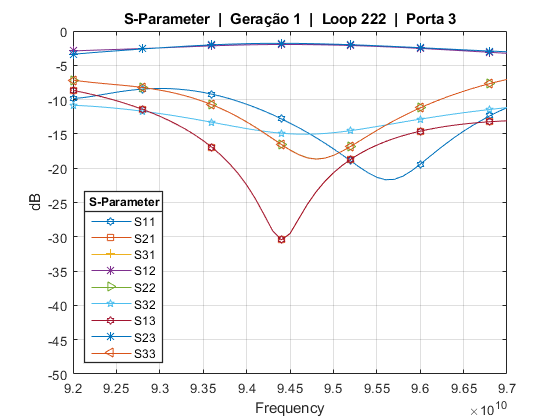 S-Parameter | Geração 1 | Loop 222 | Porta 3
0
-5
-10
-15
-20
-25
-30
-35
-40
-45
-50
dB
S-Parameter
S11
S21
S31
S12
S22
S32
S13
S23
S33
9.2 9.25 9.3 9.35 9.4 9.45 9.5 9.55 9.6 9.65 9.7
Frequency
×10^10